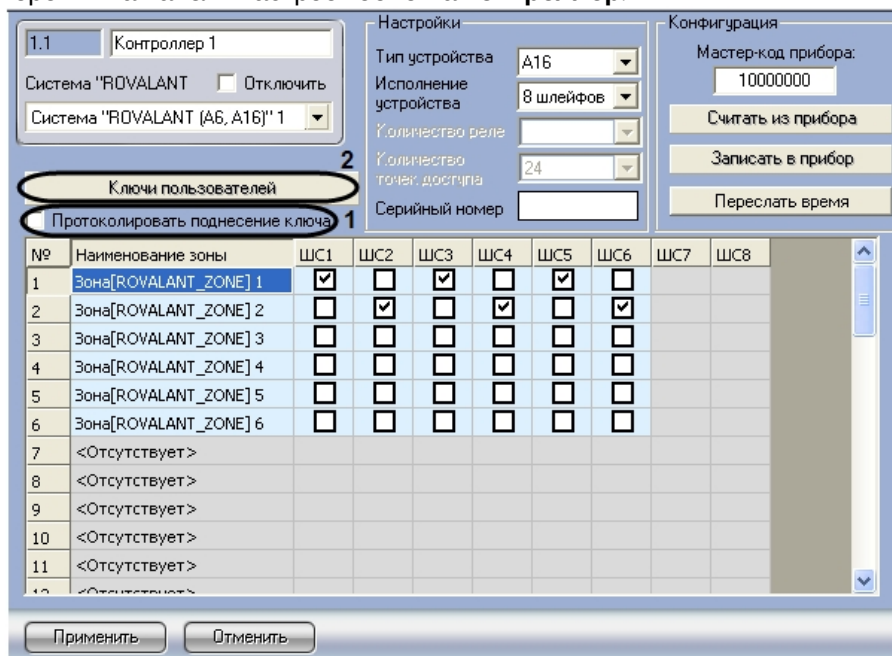 1.1 Контроллер 1
Система "ROVALANT Отключить
Система "ROVALANT (A6, A16)" 1
2
Ключи пользователей
Протоколировать поднесение ключа 1
Настройки
Тип устройства A16
Исполнение устройства 8 шлейфов
Количество реле
Количество точек доступа 24
Серийный номер
Конфигурация
Мастер-код прибора:
10000000
Считать из прибора
Записать в прибор
Переслать время
№ Наименование зоны ШС1 ШС2 ШС3 ШС4 ШС5 ШС6 ШС7 ШС8
1 Зона[ROVALANT_ZONE] 1
2 Зона[ROVALANT_ZONE] 2
3 Зона[ROVALANT_ZONE] 3
4 Зона[ROVALANT_ZONE] 4
5 Зона[ROVALANT_ZONE] 5
6 Зона[ROVALANT_ZONE] 6
7 <Отсутствует>
8 <Отсутствует>
9 <Отсутствует>
10 <Отсутствует>
11 <Отсутствует>
Применить Отменить